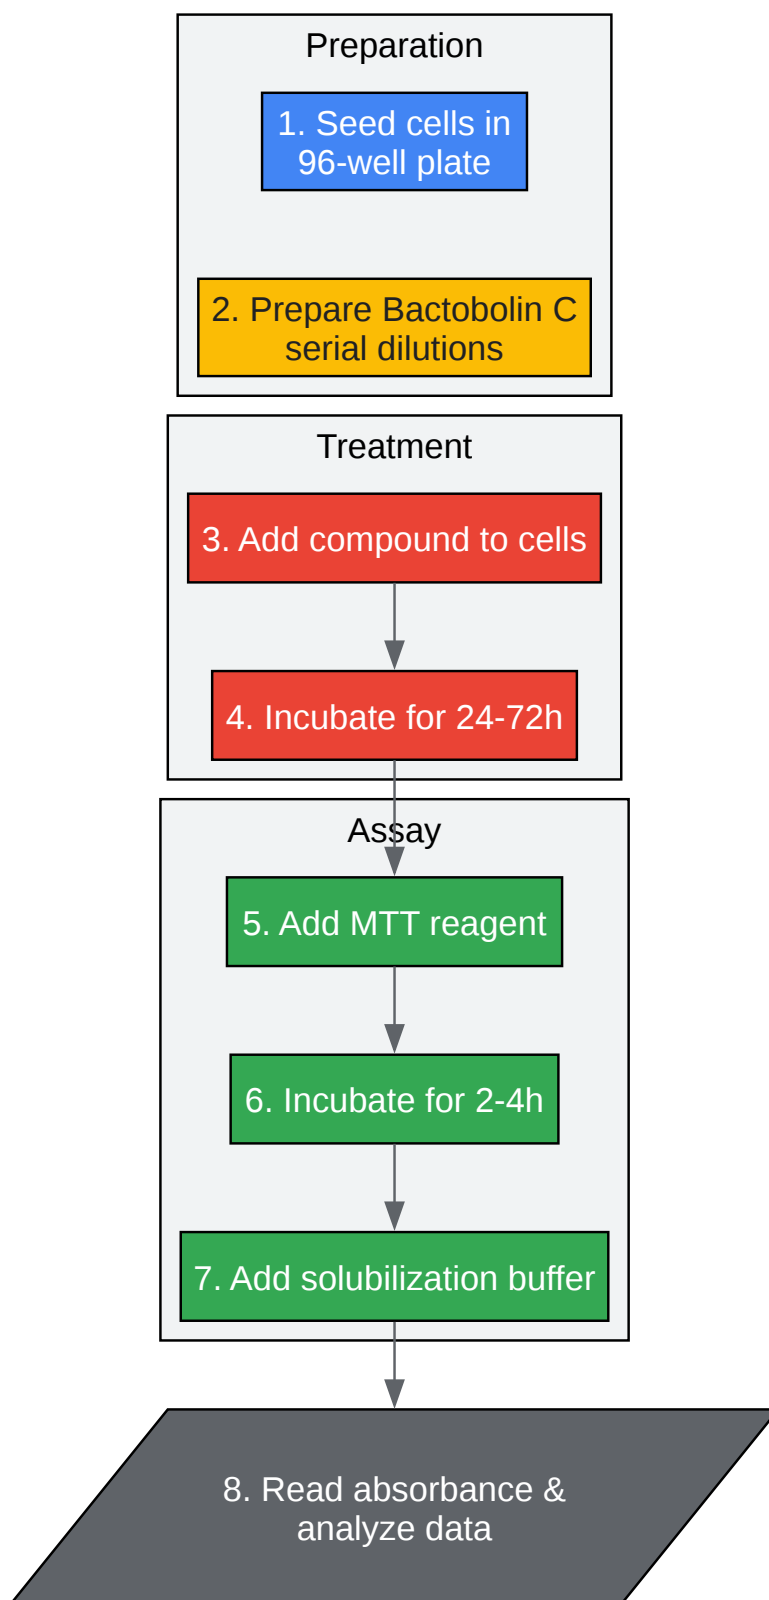 Preparation
1. Seed cells in
96-well plate
2. Prepare Bactobolin C
serial dilutions
Treatment
3. Add compound to cells
4. Incubate for 24-72h
Assay
5. Add MTT reagent
6. Incubate for 2-4h
7. Add solubilization buffer
8. Read absorbance &
analyze data